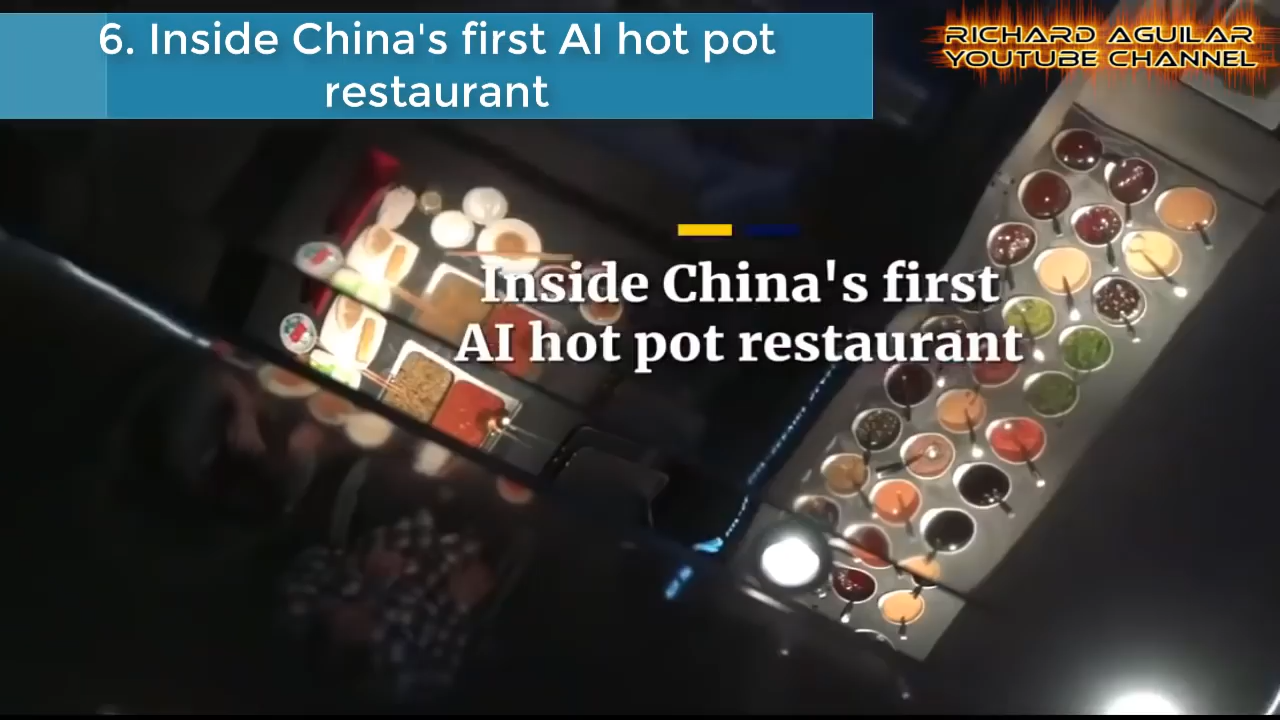 6. Inside China's first AI hot pot
restaurant
RICHARD AGUILAR
YOUTUBE CHANNEL
Inside China's first
AI hot pot restaurant